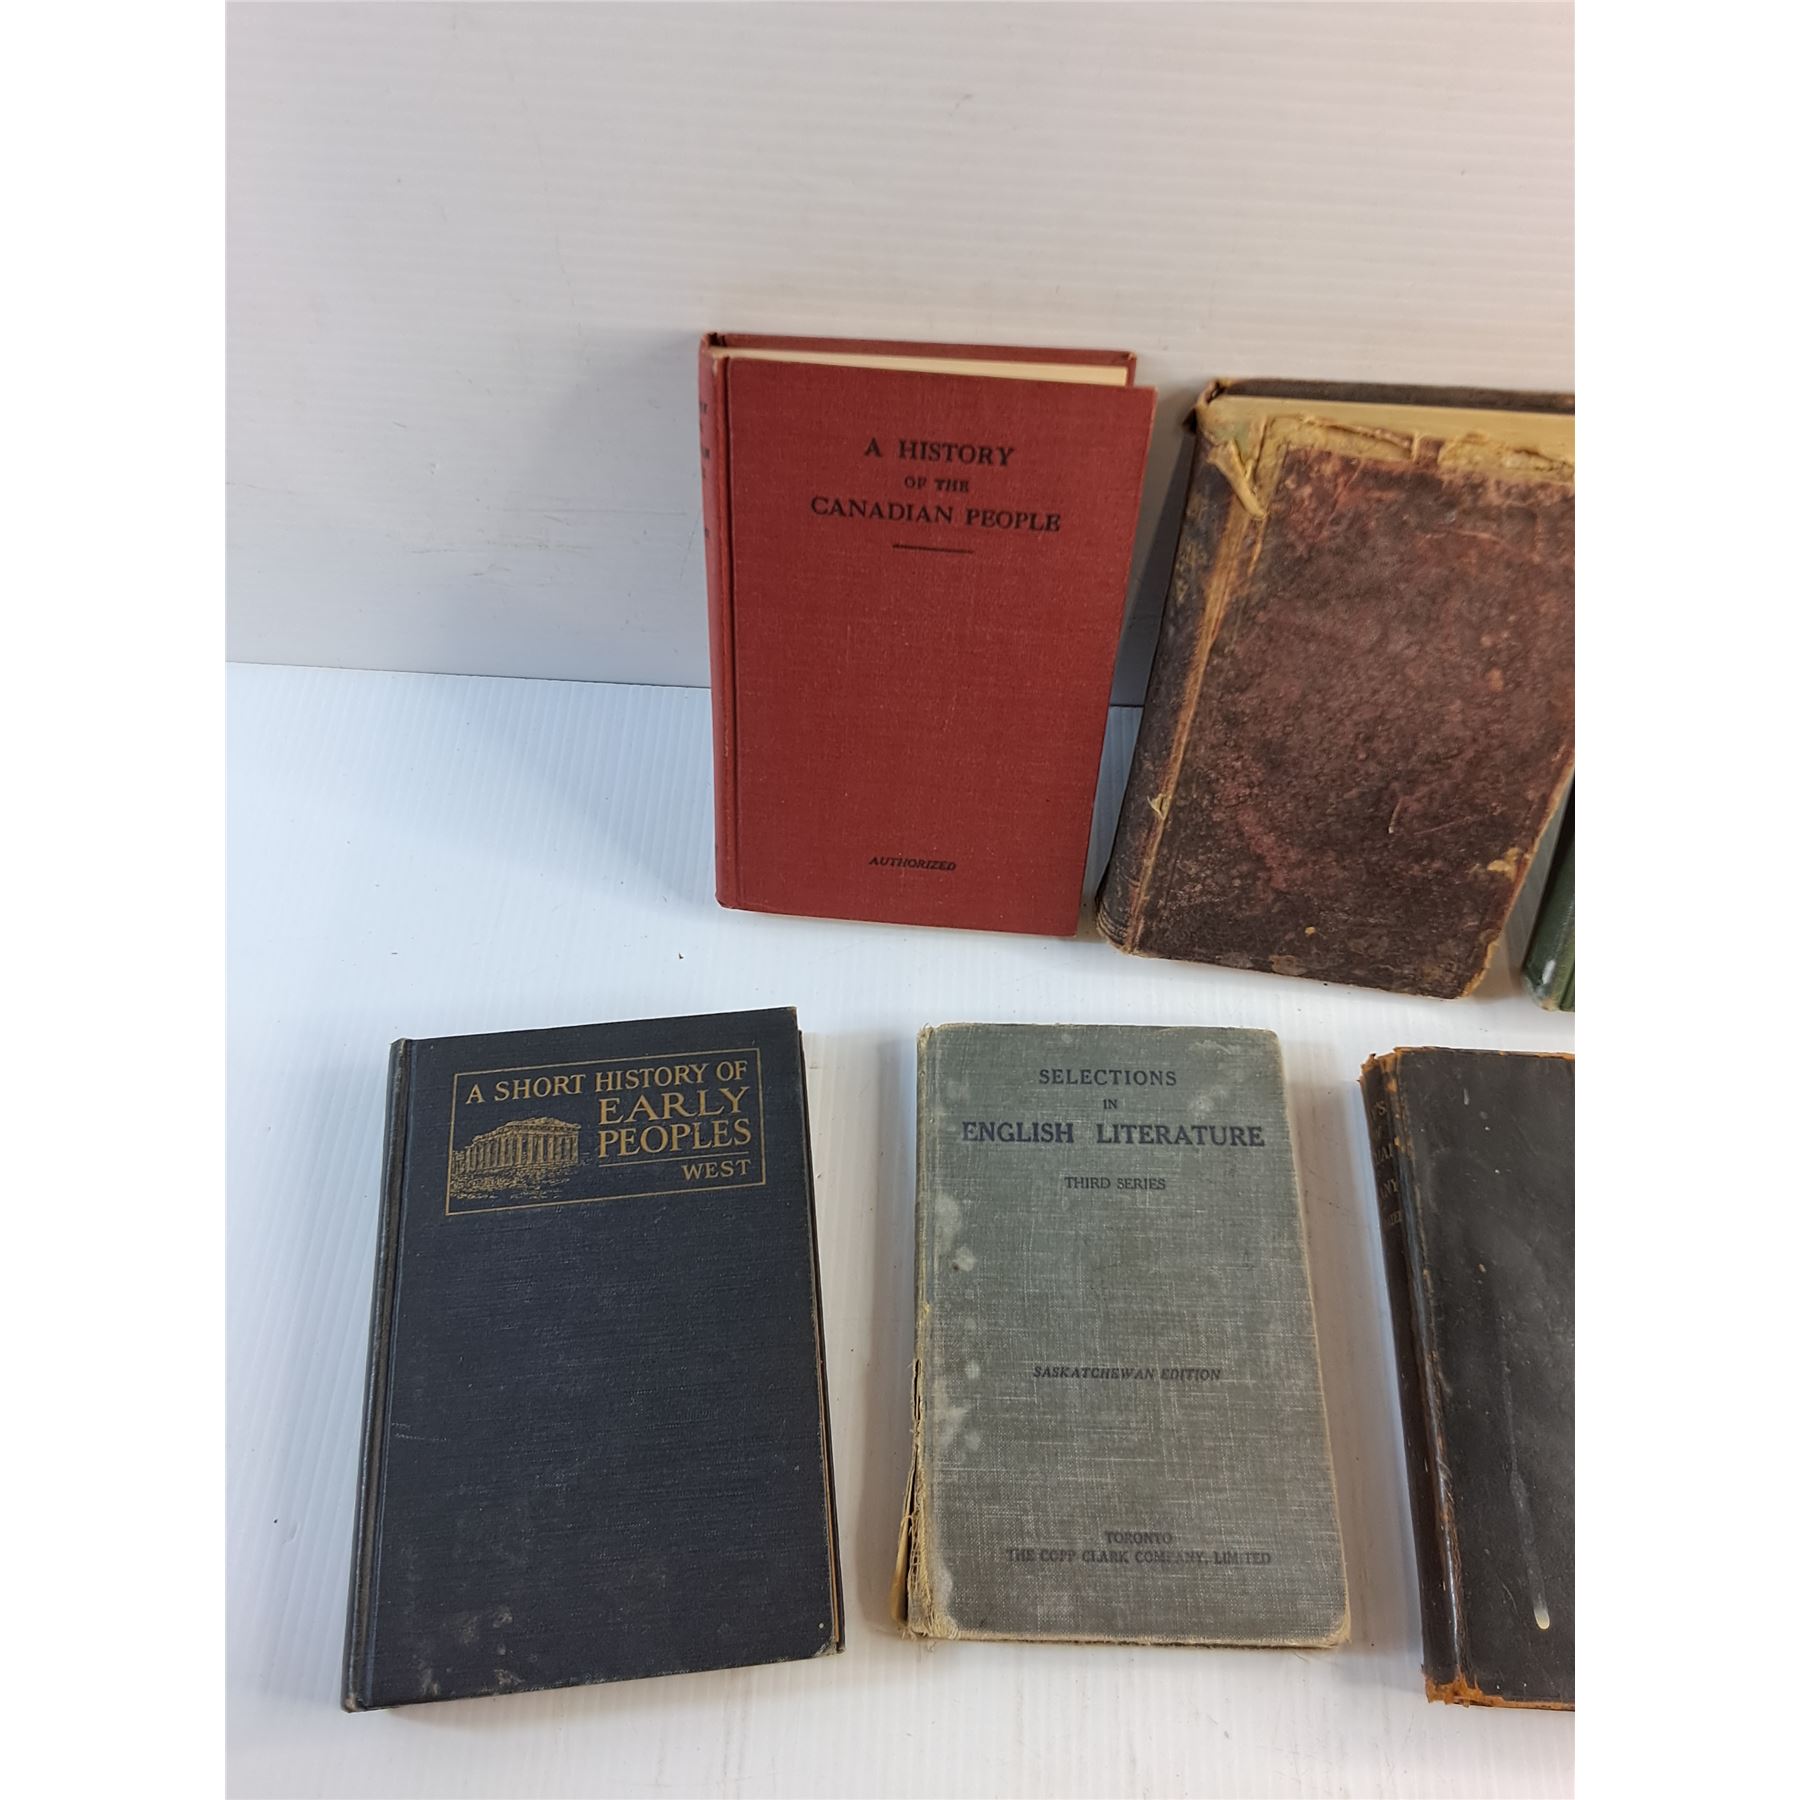 A HISTORY
OF THE
CANADIAN PEOPLE
AUTHORIZED
A SHORT HISTORY OF
EARLY
PEOPLES
WEST
SELECTIONS
IN
ENGLISH LITERATURE
THIRD SERIES
SASKATCHEWAN EDITION
TORONTO
THE COPP CLARK COMPANY, LIMITED